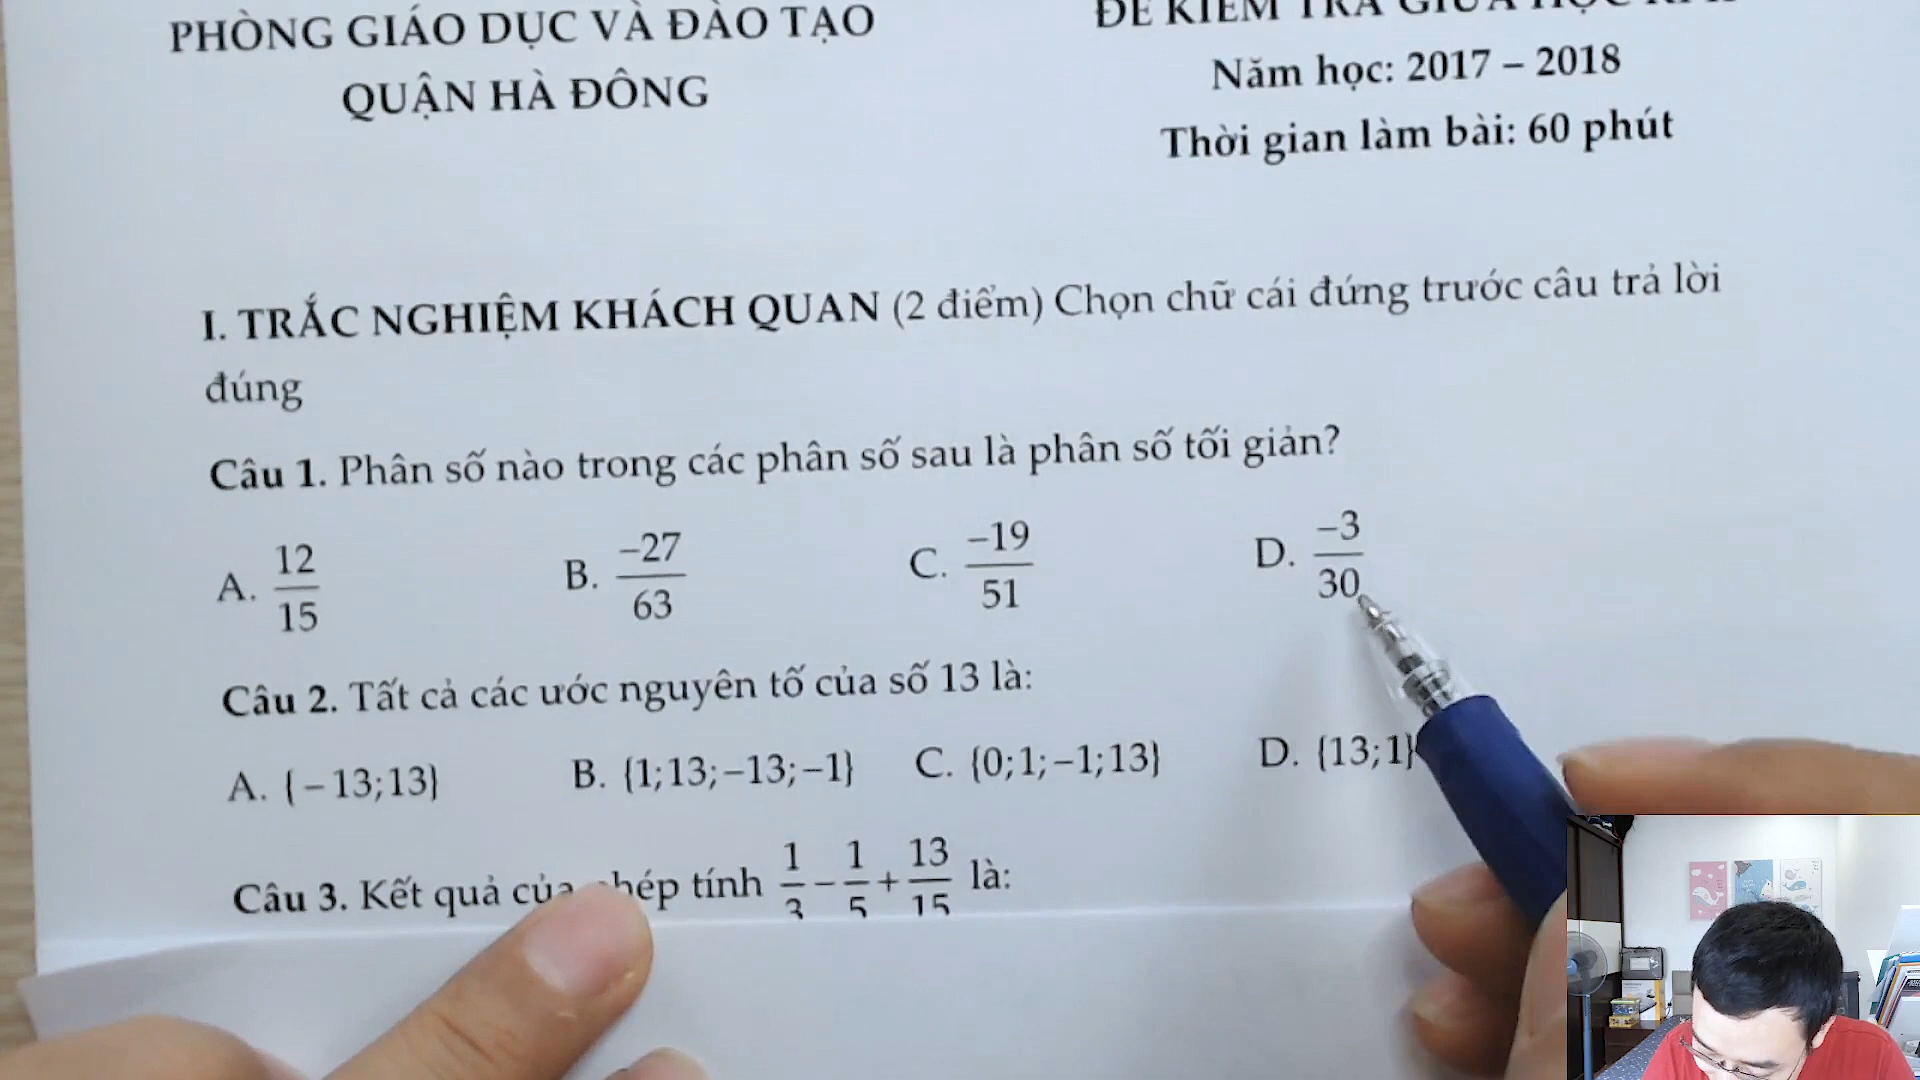 PHÒNG GIÁO DỤC VÀ ĐÀO TẠO
QUẬN HÀ ĐÔNG
ĐỀ KIỂM TRA GIỮA HỌC
Năm học: 2017 – 2018
Thời gian làm bài: 60 phút
I. TRẮC NGHIỆM KHÁCH QUAN (2 điểm) Chọn chữ cái đứng trước câu trả lời
đúng
Câu 1. Phân số nào trong các phân số sau là phân số tối giản?
A. 12/15 B. –27/63 C. –19/51 D. –3/30
Câu 2. Tất cả các ước nguyên tố của số 13 là:
A. {–13;13} B. {1;13;–13;–1} C. {0;1;–1;13} D. {13;1}
Câu 3. Kết quả của phép tính 1/3 – 1/5 + 13/15 là: